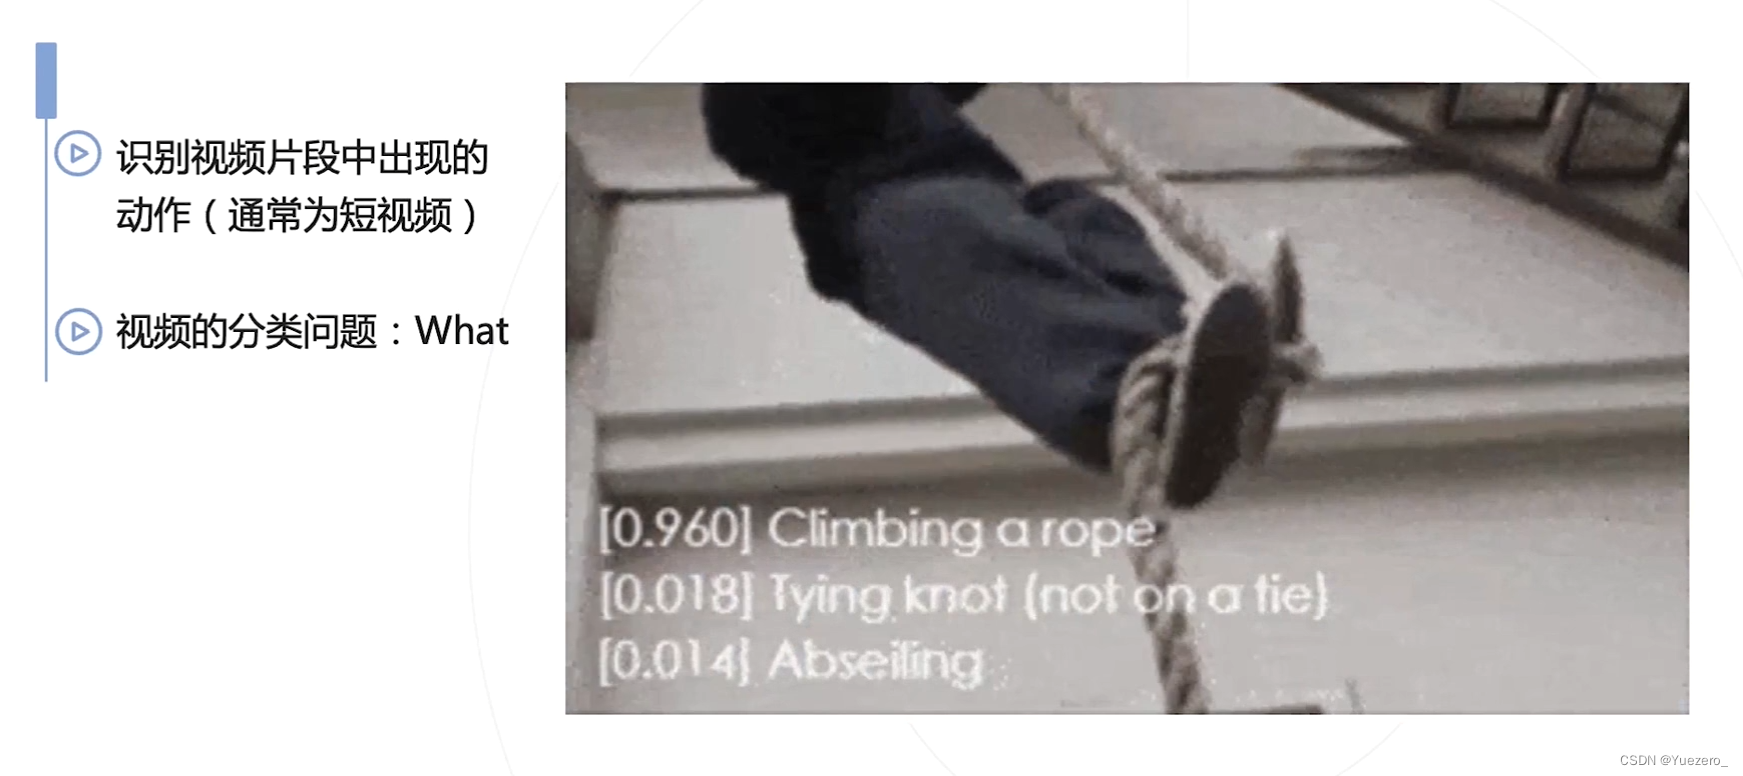 识别视频片段中出现的
动作（通常为短视频）
视频的分类问题：What
[0.960] Climbing a rope
[0.018] Tying knot (not on a tie)
[0.014] Abseiling
CSDN @Yuezero_